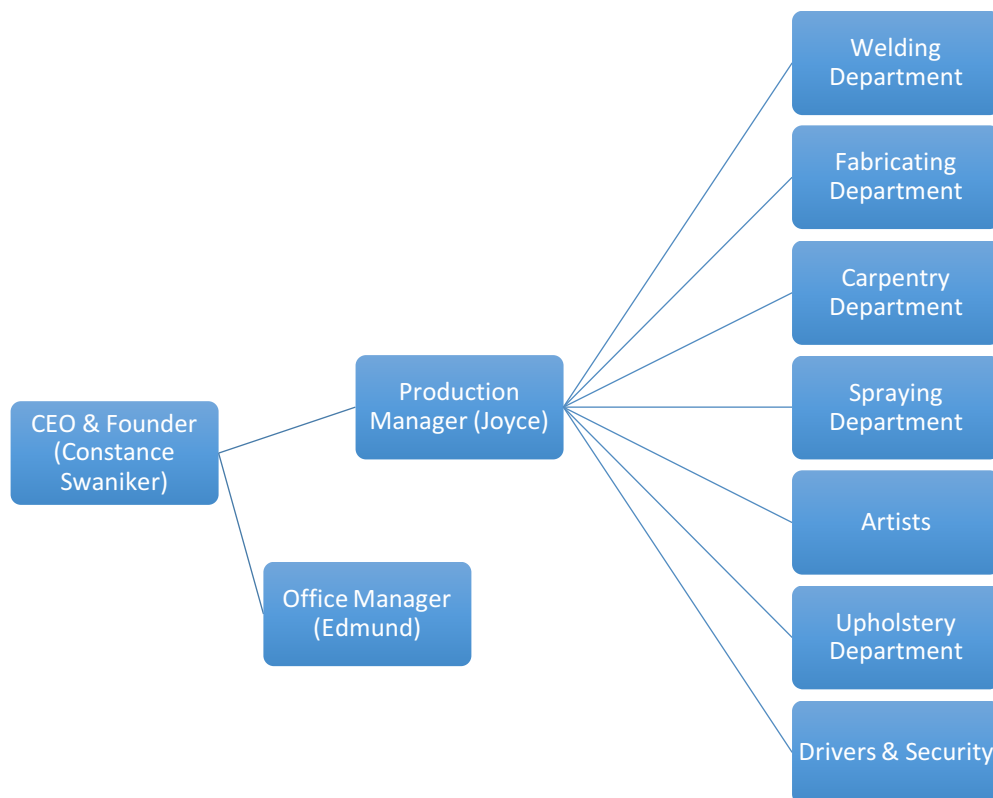 CEO & Founder
(Constance
Swaniker)
Production
Manager (Joyce)
Office Manager
(Edmund)
Welding
Department
Fabricating
Department
Carpentry
Department
Spraying
Department
Artists
Upholstery
Department
Drivers & Security